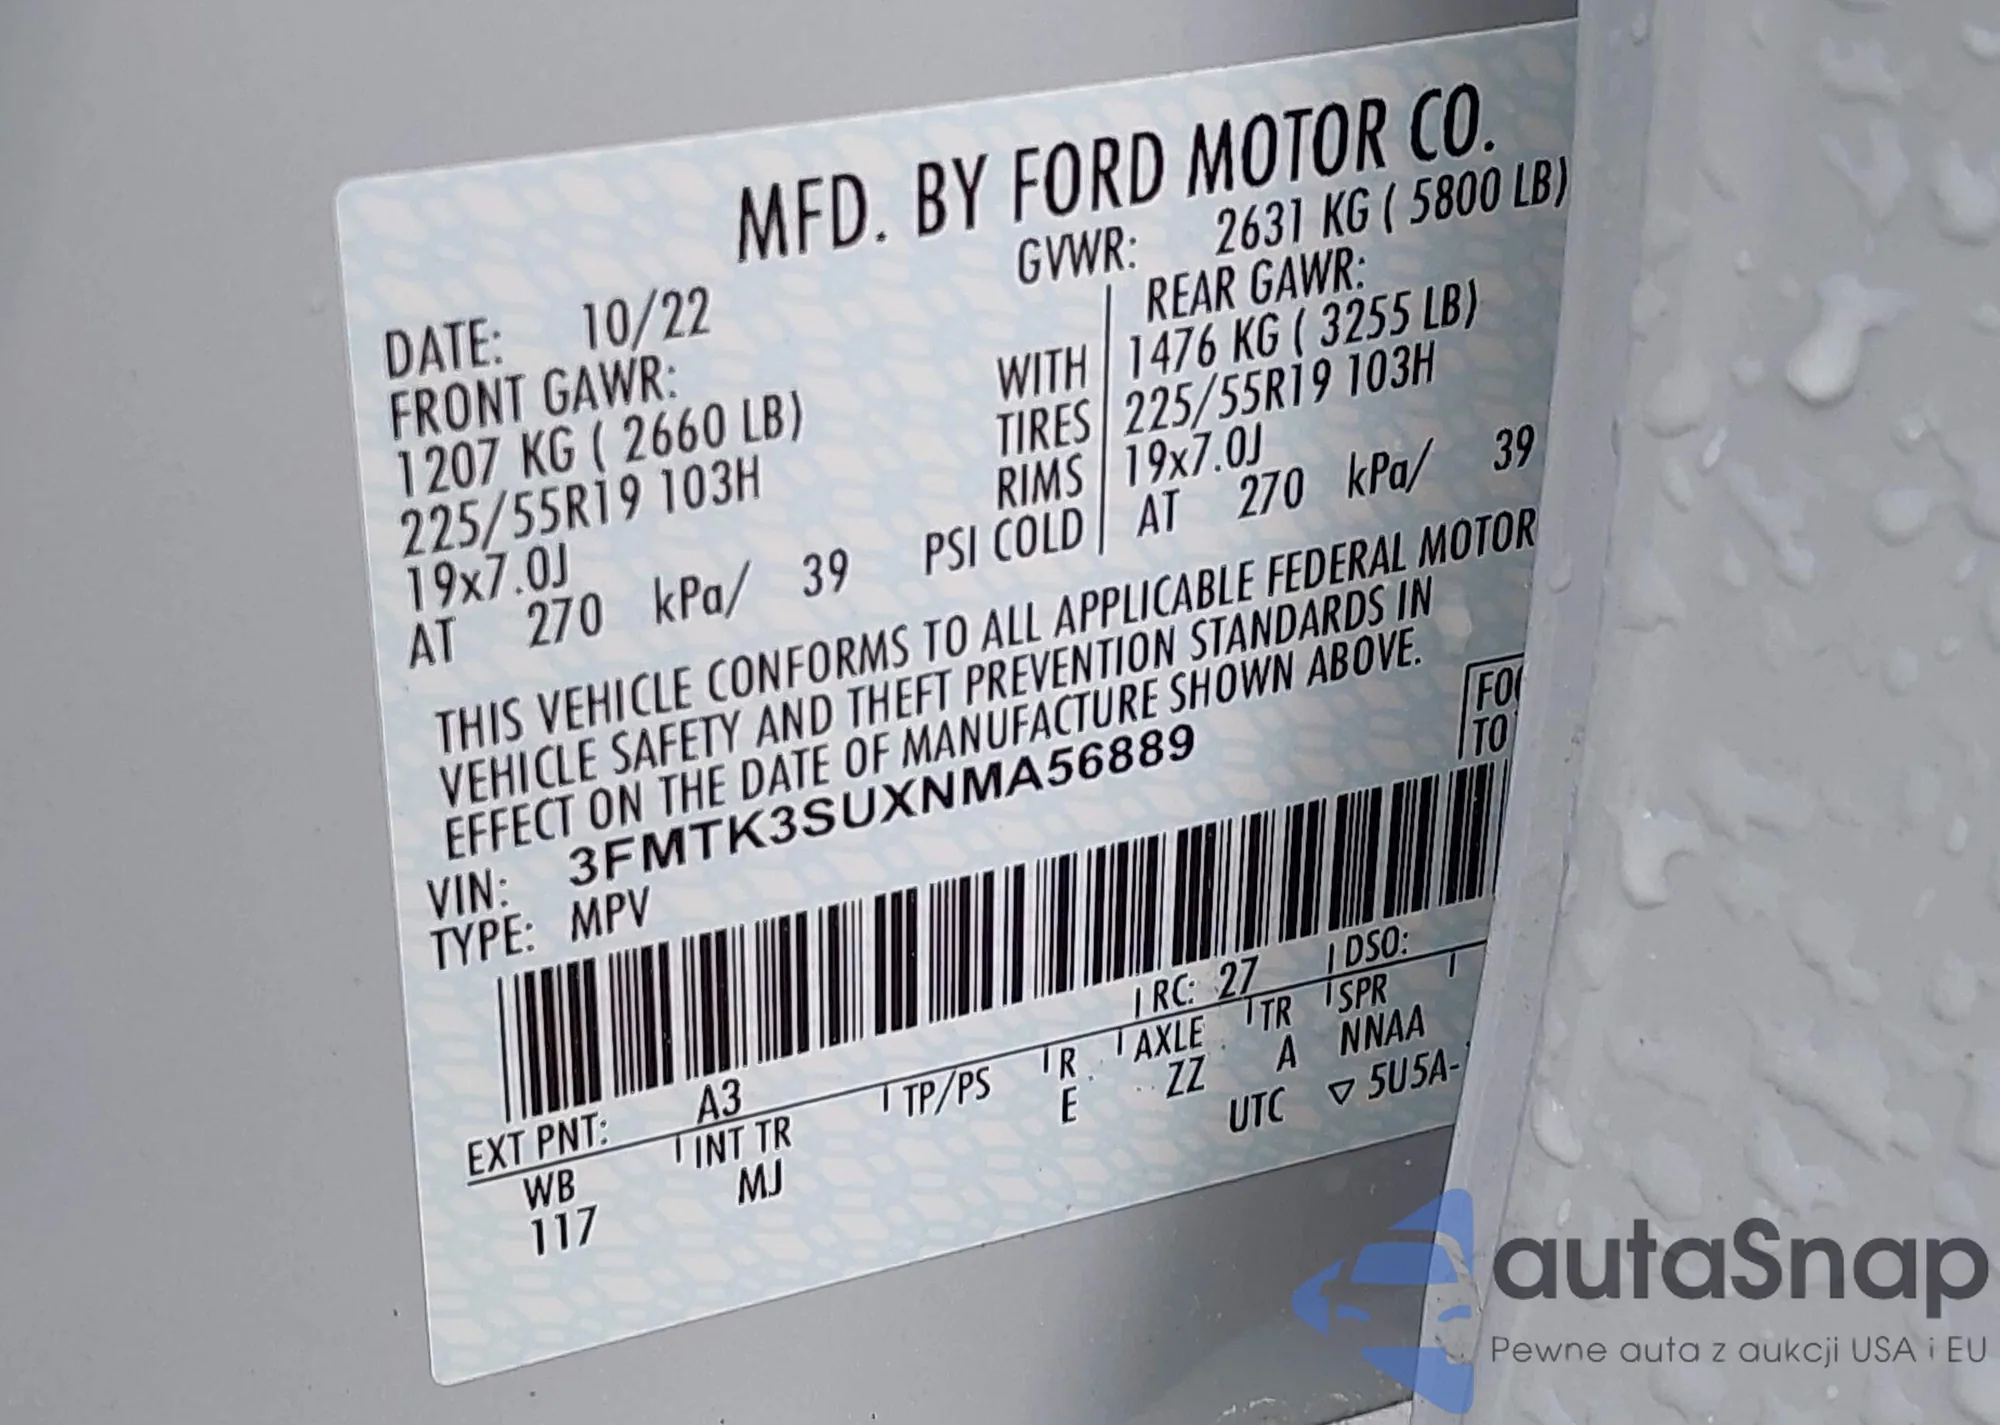 MFD. BY FORD MOTOR CO.
DATE: 10/22 GVWR: 2631 KG ( 5800 LB)
FRONT GAWR: REAR GAWR:
1207 KG ( 2660 LB) WITH 1476 KG ( 3255 LB)
225/55R19 103H TIRES 225/55R19 103H
19x7.0J RIMS 19x7.0J
AT 270 kPa/ 39 PSI COLD AT 270 kPa/ 39
THIS VEHICLE CONFORMS TO ALL APPLICABLE FEDERAL MOTOR
VEHICLE SAFETY AND THEFT PREVENTION STANDARDS IN
EFFECT ON THE DATE OF MANUFACTURE SHOWN ABOVE.
VIN: 3FMTK3SUXNMA56889
TYPE: MPV
EXT PNT: A3 RC: 27 DSO:
WB INT TR TP/PS R AXLE TR SPR
117 MJ E ZZ A NNAA
UTC ▽ 5U5A-
autaSnap
Pewne auta z aukcji USA i EU